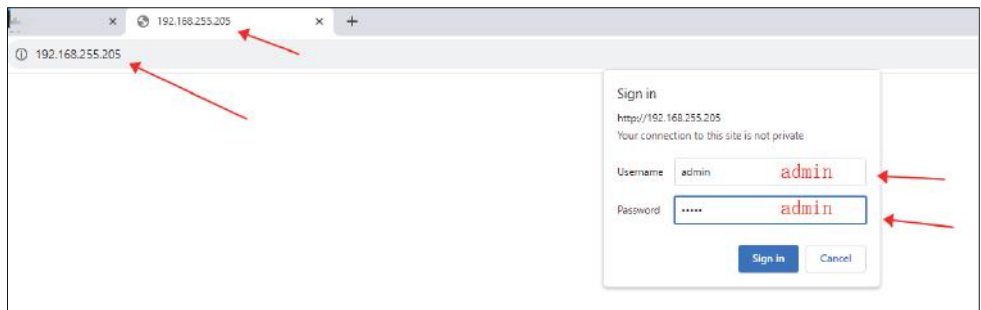 192.168.255.205
192.168.255.205
Sign in
http://192.168.255.205
Your connection to this site is not private
Username admin admin
Password ••••• admin
Sign in Cancel